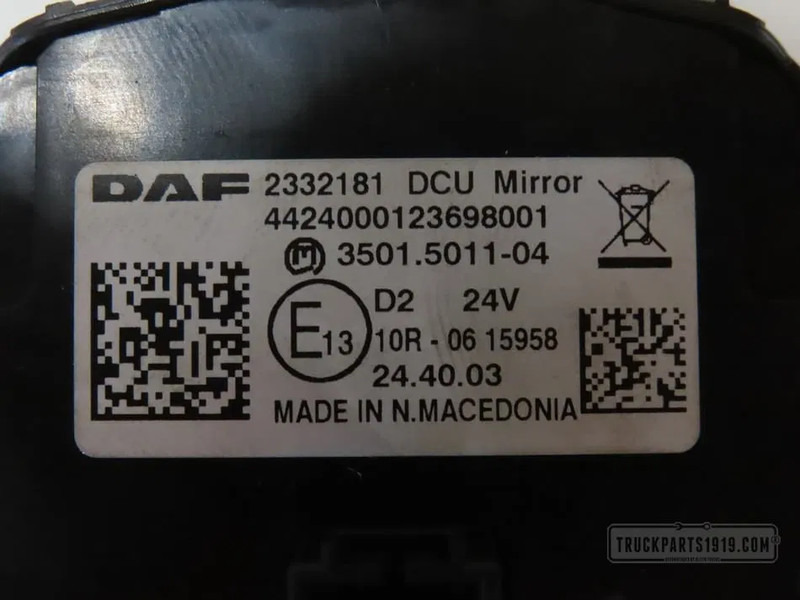 DAF 2332181 DCU Mirror
4424000123698001
M 3501.5011-04
D2 24V
E13 10R - 06 15958
24.40.03
MADE IN N.MACEDONIA
TRUCKPARTS1919.COM